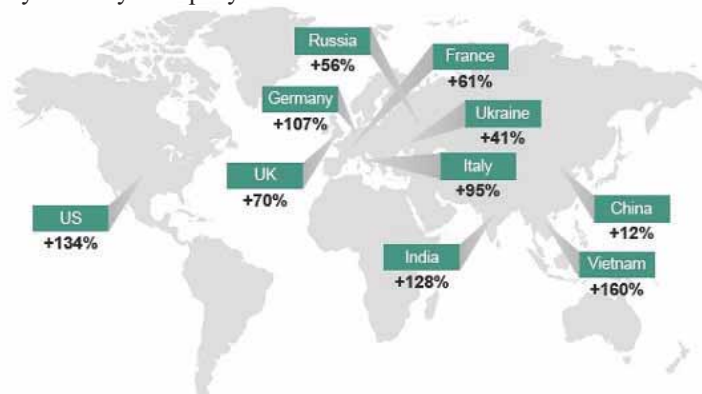 Russia
+56%
France
+61%
Germany
+107%
Ukraine
+41%
UK
+70%
Italy
+95%
US
+134%
China
+12%
India
+128%
Vietnam
+160%